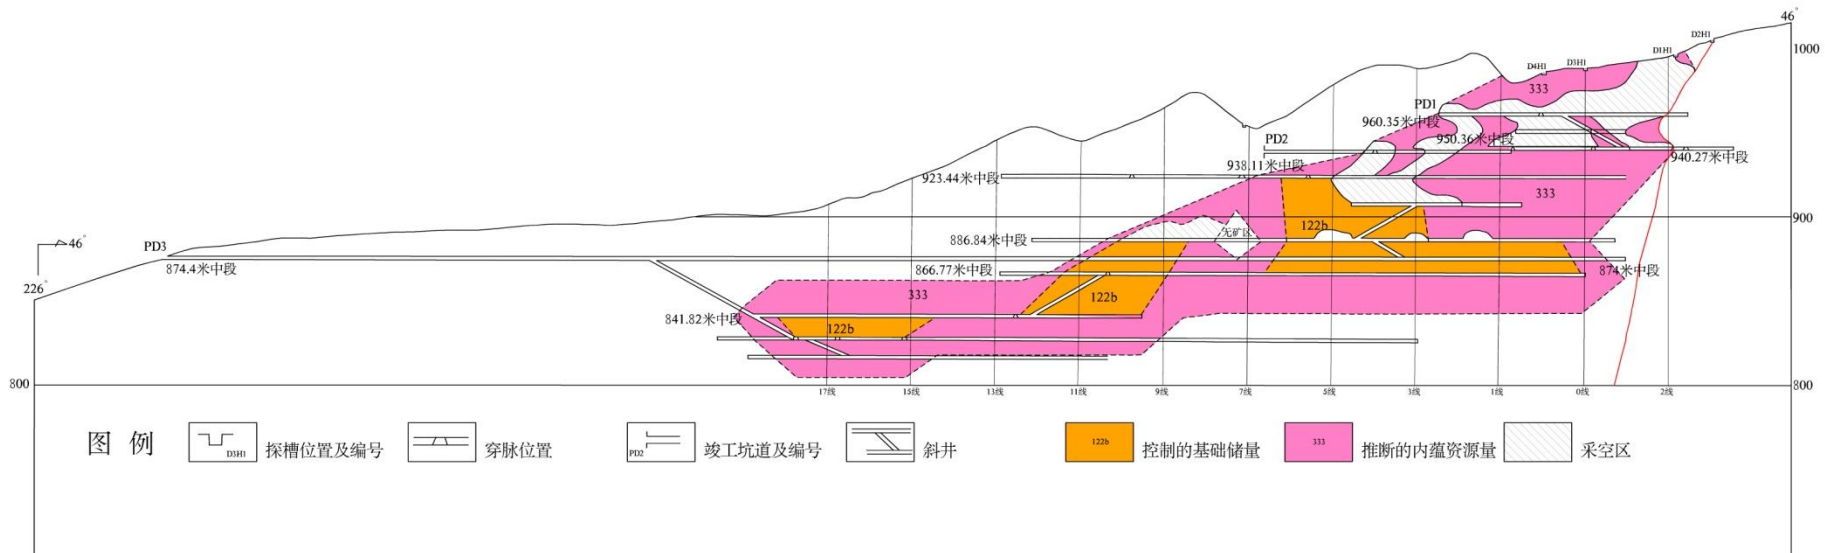 46°
D2H1
D1H1
1000
D4H1
D3H1
333
PD1
960.35米中段
950.36米中段
PD2
940.27米中段
938.11米中段
923.44米中段
333
900
122b
无矿区
46°
PD3
886.84米中段
874.4米中段
866.77米中段
874米中段
226°
333
122b
841.82米中段
122b
800
800
17线
15线
13线
11线
9线
7线
5线
3线
1线
0线
2线
图 例
D3H1
探槽位置及编号
穿脉位置
PD2
竣工坑道及编号
斜井
122b
控制的基础储量
333
推断的内蕴资源量
采空区